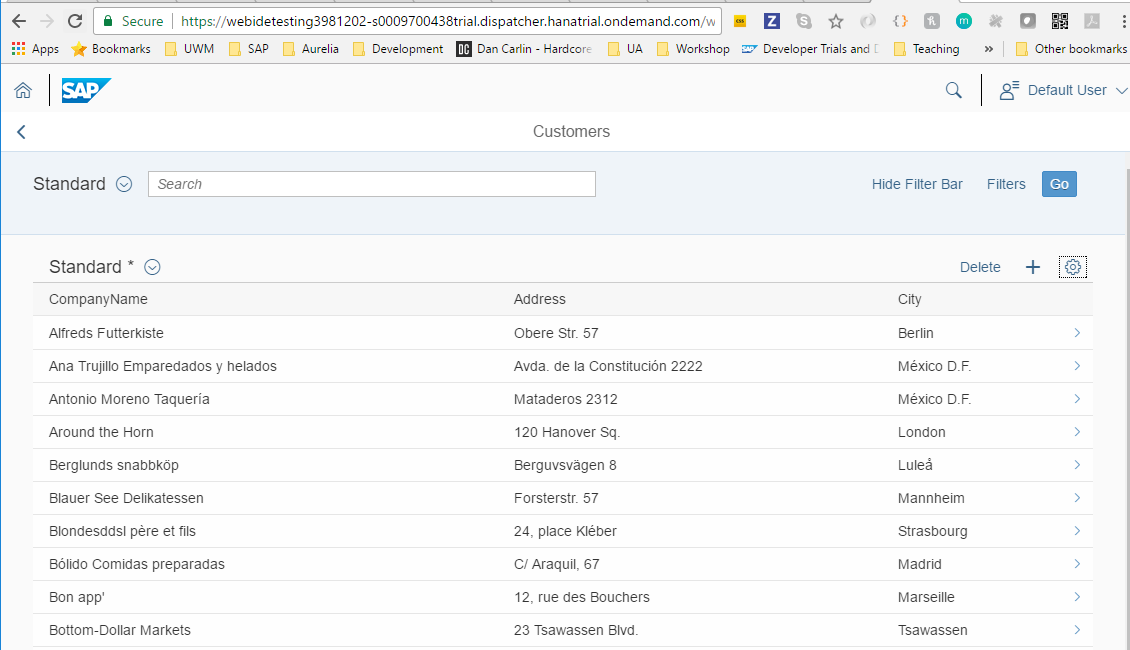 Secure https://webidetesting3981202-s0009700438trial.dispatcher.hanatrial.ondemand.com/w
Apps Bookmarks UWM SAP Aurelia Development DC Dan Carlin - Hardcore UA Workshop SAP Developer Trials and Teaching » Other bookmarks
SAP Default User
Customers
Standard Search Hide Filter Bar Filters Go
Standard * Delete
CompanyName Address City
Alfreds Futterkiste Obere Str. 57 Berlin
Ana Trujillo Emparedados y helados Avda. de la Constitución 2222 México D.F.
Antonio Moreno Taquería Mataderos 2312 México D.F.
Around the Horn 120 Hanover Sq. London
Berglunds snabbköp Berguvsvägen 8 Luleå
Blauer See Delikatessen Forsterstr. 57 Mannheim
Blondesddsl père et fils 24, place Kléber Strasbourg
Bólido Comidas preparadas C/ Araquil, 67 Madrid
Bon app' 12, rue des Bouchers Marseille
Bottom-Dollar Markets 23 Tsawassen Blvd. Tsawassen